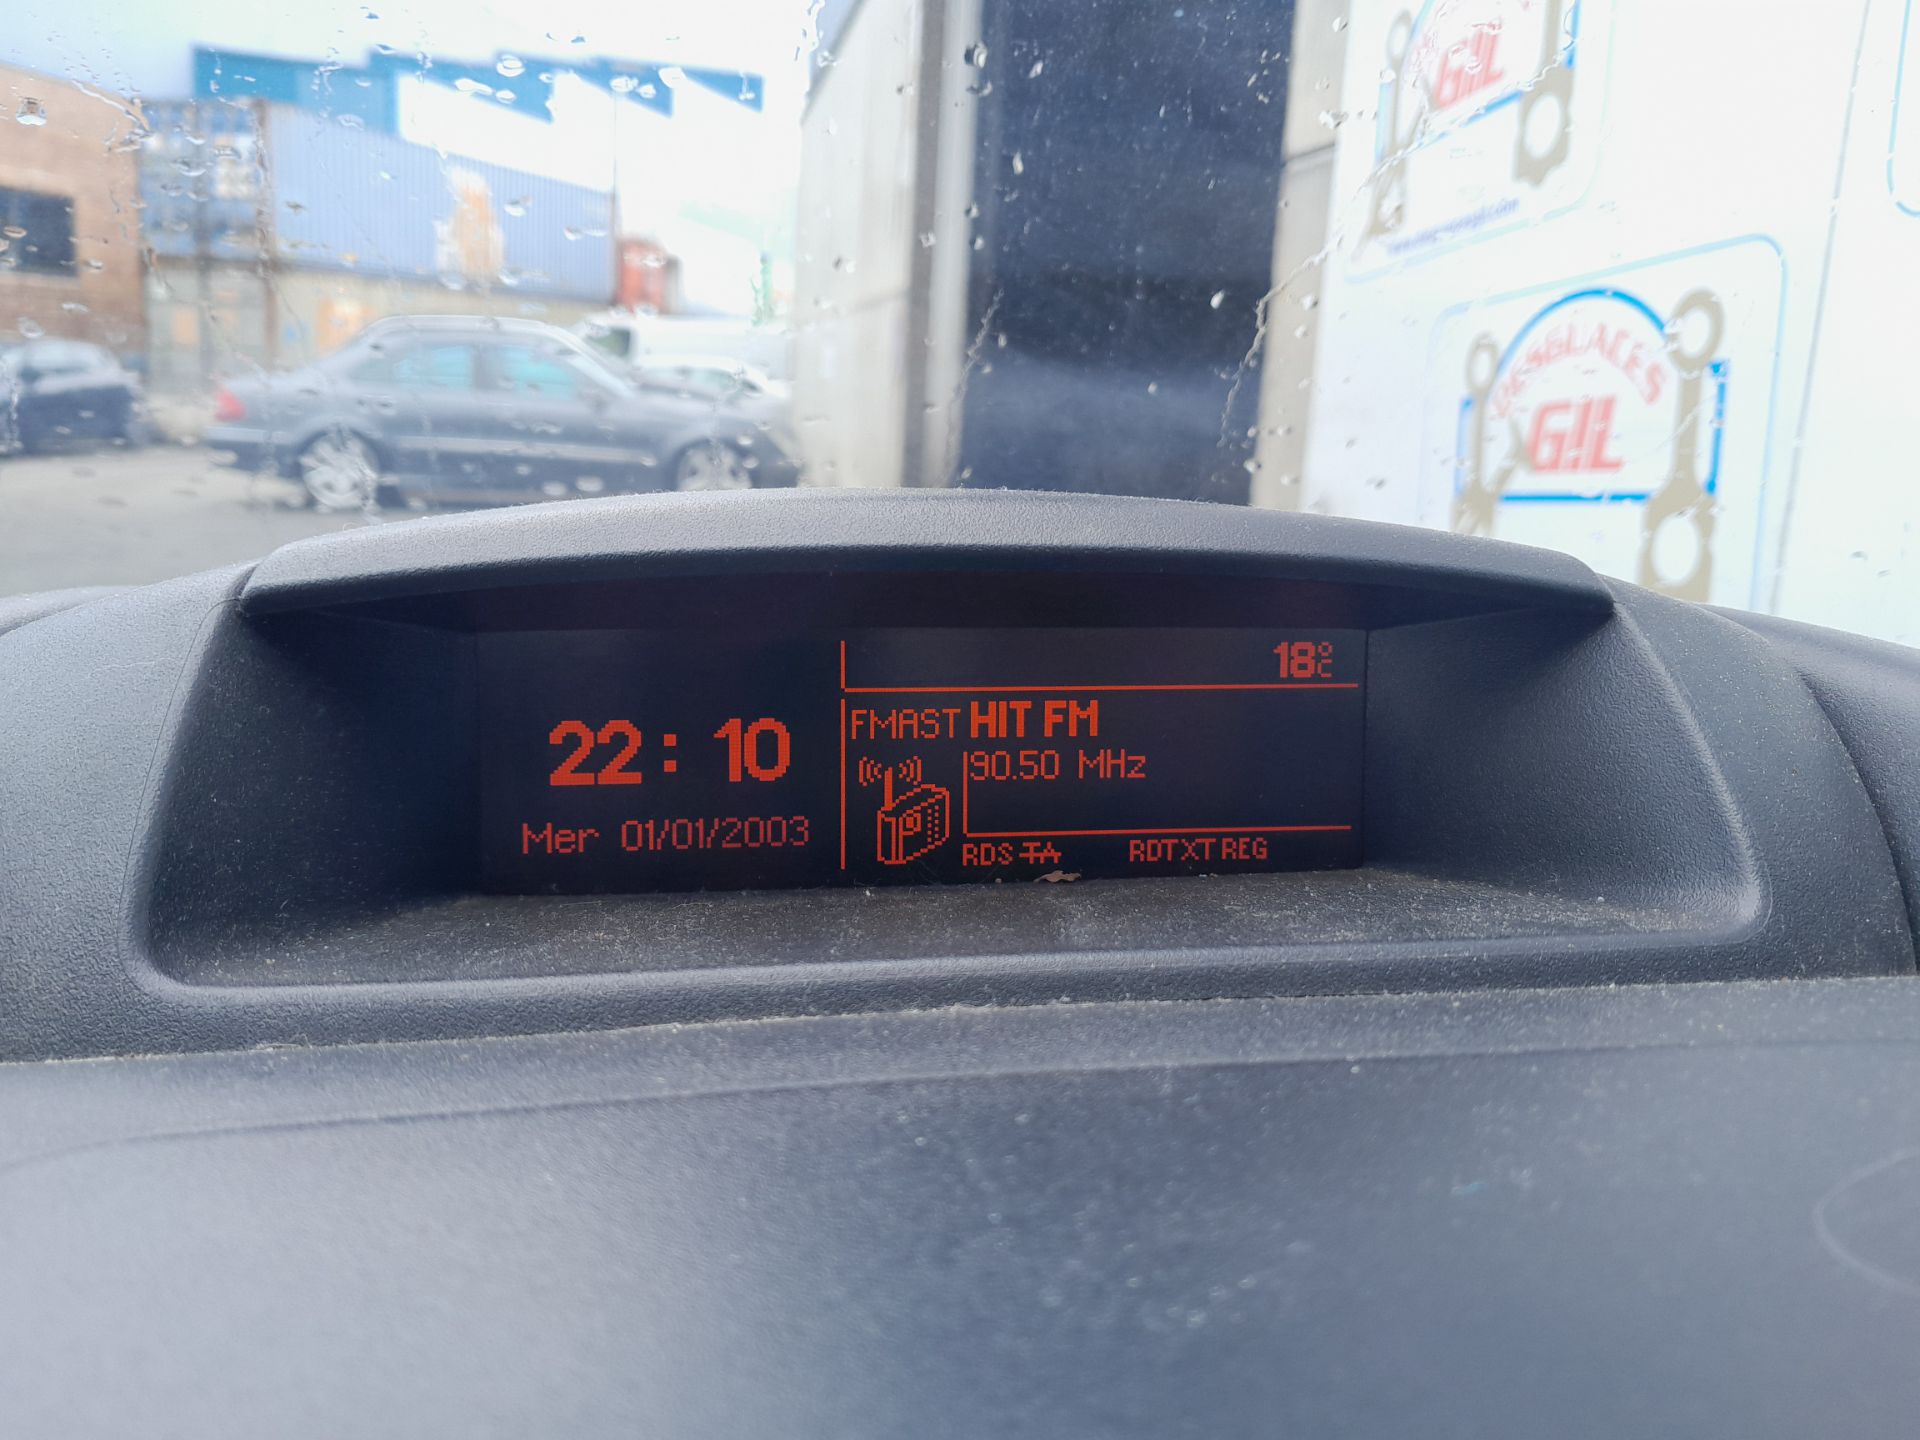 GIL
DESGUACES
GIL
18°C
22:10
FMAST HIT FM
90.50 MHz
Mer 01/01/2003
RDS TA RDTXT REG